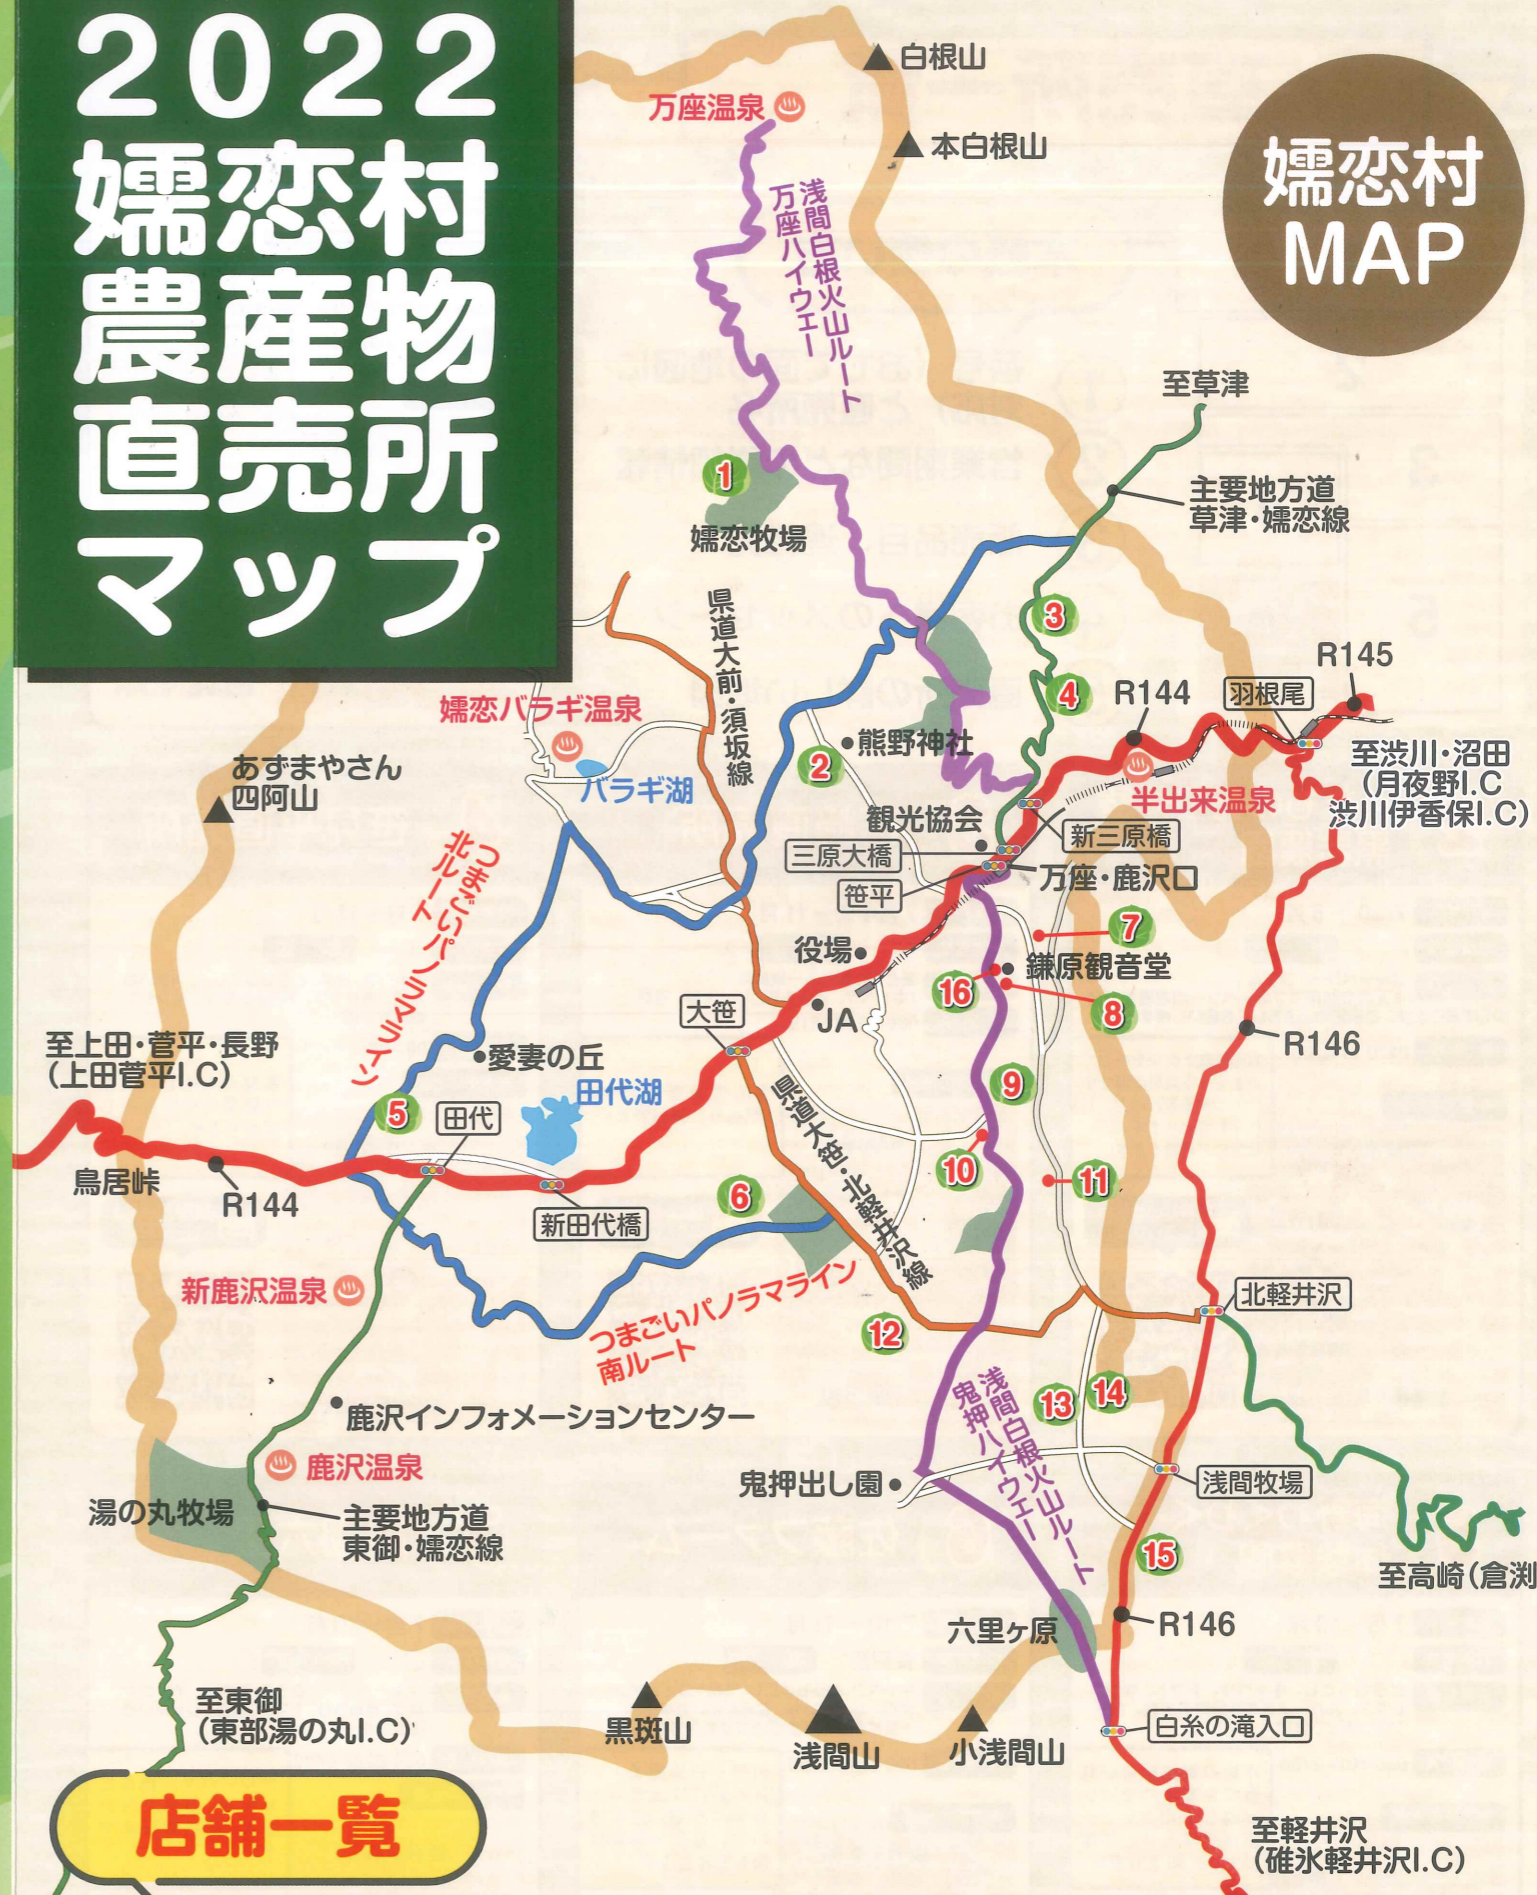 2022
嬬恋村
農産物
直売所
マップ
嬬恋村
MAP
白根山
万座温泉
本白根山
浅間白根火山ルート
万座ハイウェー
至草津
1
嬬恋牧場
主要地方道
草津・嬬恋線
県道大前・須坂線
3
4
R144
羽根尾
R145
嬬恋バラギ温泉
バラギ湖
熊野神社
2
至渋川・沼田
(月夜野I.C
渋川伊香保I.C)
半出来温泉
あずまやさん
四阿山
観光協会
新三原橋
三原大橋
万座・鹿沢口
笹平
つまごいパノラマライン
北ルート
役場
7
鎌原観音堂
16
8
JA
大笹
R146
至上田・菅平・長野
(上田菅平I.C)
愛妻の丘
田代湖
5
田代
県道大笹・北軽井沢線
9
10
11
鳥居峠
R144
6
新田代橋
新鹿沢温泉
つまごいパノラマライン
南ルート
12
北軽井沢
鹿沢インフォメーションセンター
浅間白根火山ルート
鬼押ハイウェー
13
14
鹿沢温泉
鬼押出し園
浅間牧場
湯の丸牧場
主要地方道
東御・嬬恋線
15
至高崎(倉渕
六里ヶ原
R146
至東御
(東部湯の丸I.C)
黒斑山
浅間山
小浅間山
白糸の滝入口
店舗一覧
至軽井沢
(碓氷軽井沢I.C)